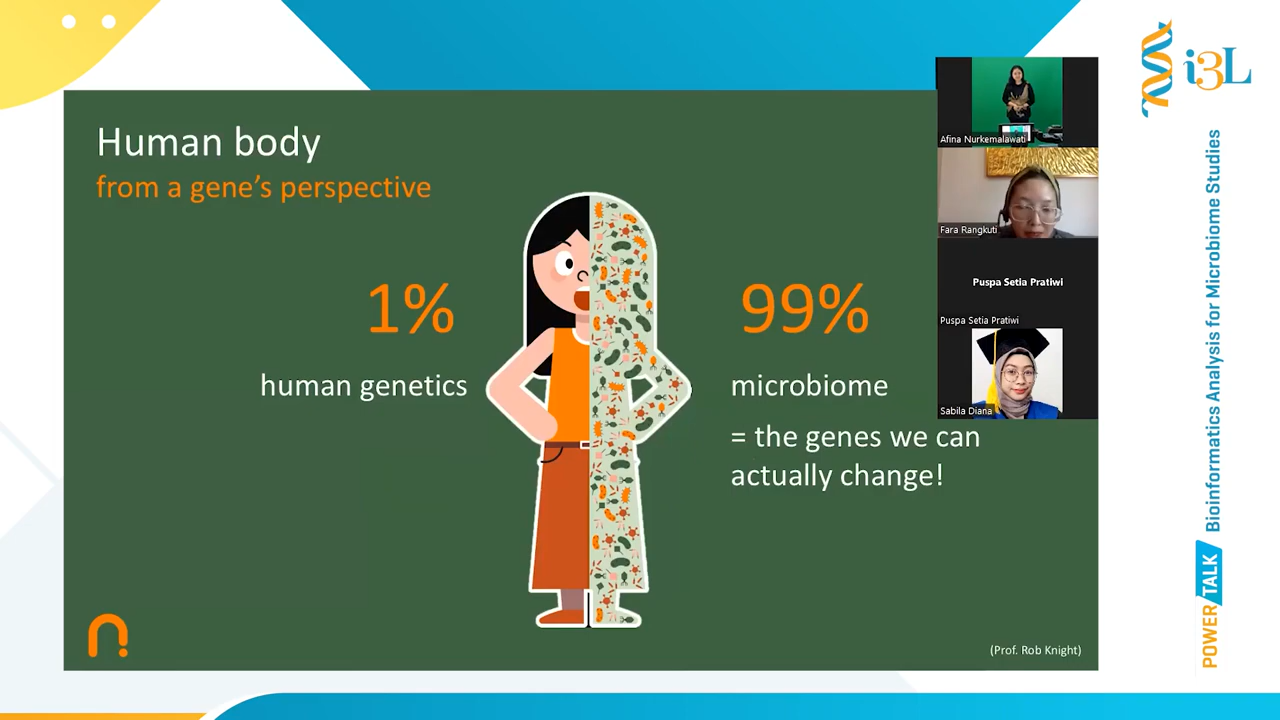 Human body
from a gene's perspective
1%
human genetics
99%
microbiome
= the genes we can
actually change!
(Prof. Rob Knight)
Afina Nurkemalawati
Fara Rangkuti
Puspa Setia Pratiwi
Puspa Setia Pratiwi
Sabila Diana
i3L
POWER TALK Bioinformatics Analysis for Microbiome Studies